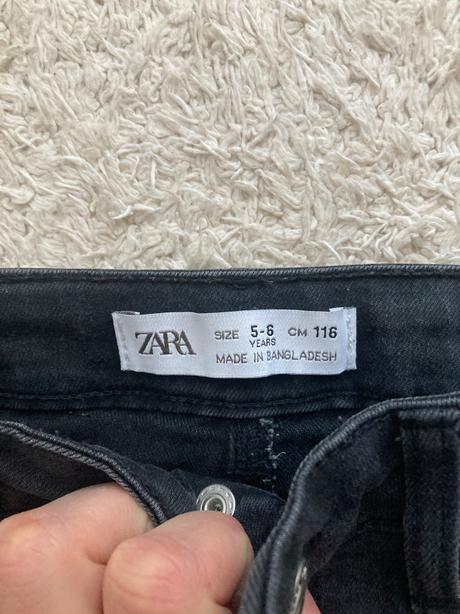 ZARA SIZE 5-6 CM 116
YEARS
MADE IN BANGLADESH